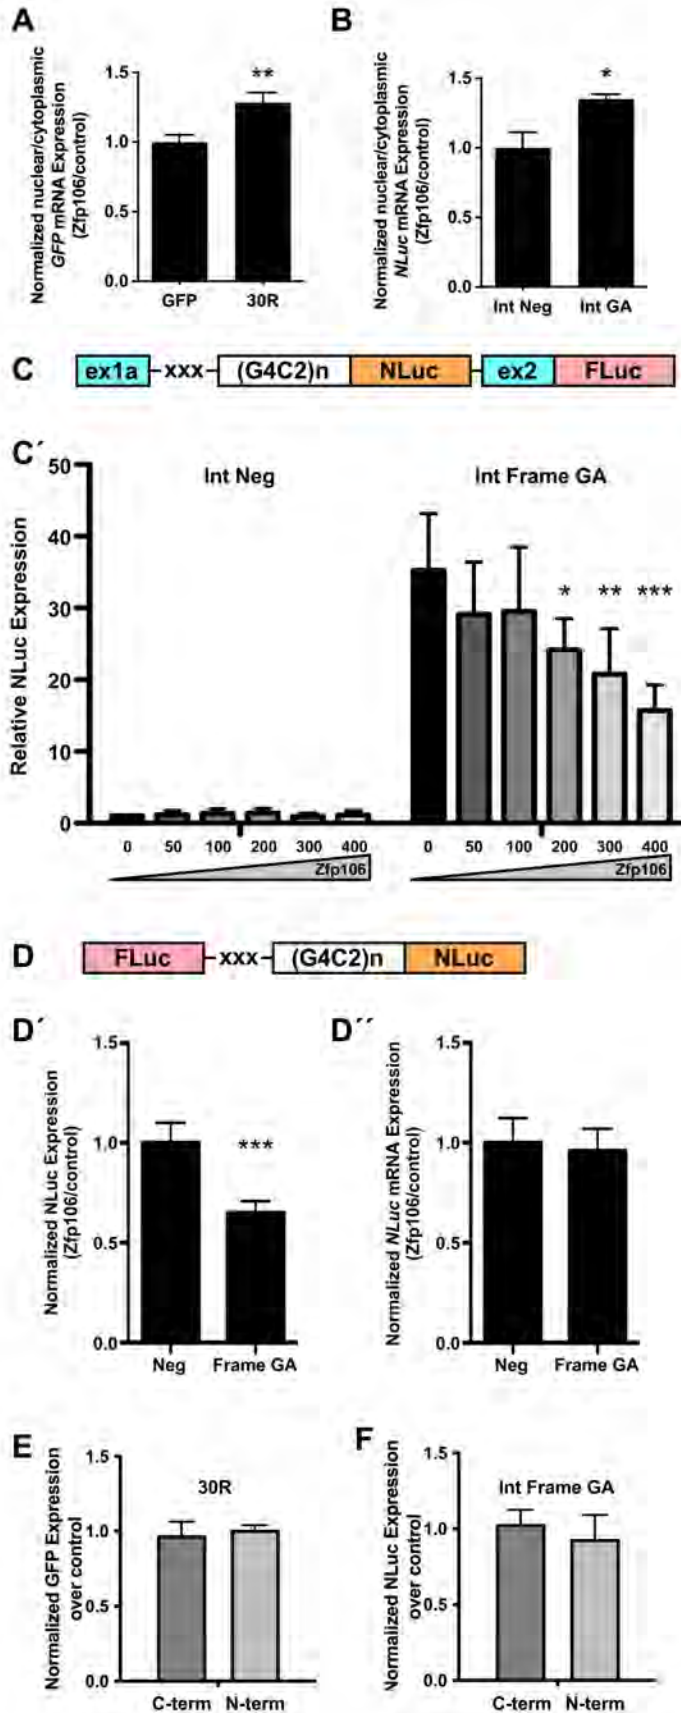 A
Normalized nuclear/cytoplasmic
GFP mRNA Expression
(Zfp106/control)
1.5
1.0
0.5
0.0
**
GFP 30R
B
Normalized nuclear/cytoplasmic
NLuc mRNA Expression
(Zfp106/control)
1.5
1.0
0.5
0.0
*
Int Neg Int GA
C
ex1a xxx (G4C2)n NLuc ex2 FLuc
C´
Relative NLuc Expression
50
40
30
20
10
0
Int Neg Int Frame GA
* ** ***
0 50 100 200 300 400 0 50 100 200 300 400
Zfp106 Zfp106
D
FLuc xxx (G4C2)n NLuc
D´
Normalized NLuc Expression
(Zfp106/control)
1.5
1.0
0.5
0.0
***
Neg Frame GA
D´´
Normalized NLuc mRNA Expression
(Zfp106/control)
1.5
1.0
0.5
0.0
Neg Frame GA
E
Normalized GFP Expression
over control
1.5
1.0
0.5
0.0
30R
C-term N-term
F
Normalized NLuc Expression
over control
1.5
1.0
0.5
0.0
Int Frame GA
C-term N-term